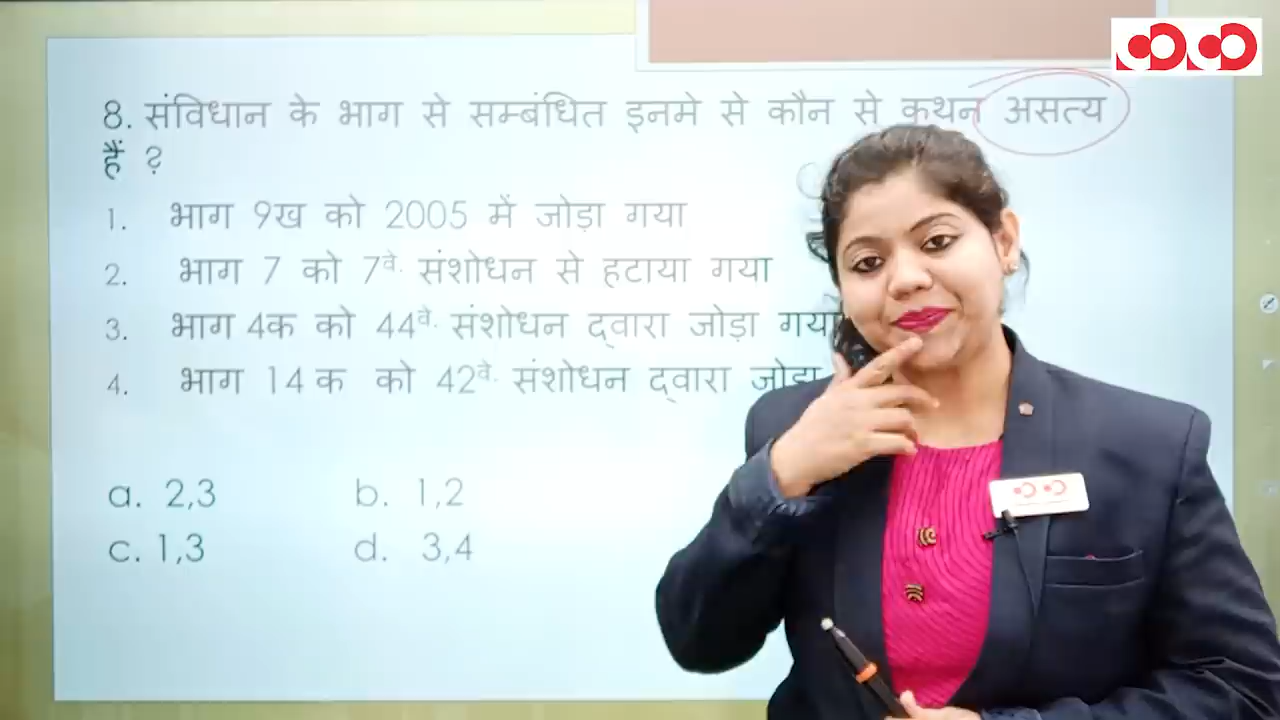 8. संविधान के भाग से सम्बंधित इनमे से कौन से कथन असत्य
हैं ?
1. भाग 9ख को 2005 में जोड़ा गया
2. भाग 7 को 7वे. संशोधन से हटाया गया
3. भाग 4क को 44वे. संशोधन द्वारा जोड़ा गया
4. भाग 14 क को 42वे. संशोधन द्वारा जोड़ा
a. 2,3 b. 1,2
c. 1,3 d. 3,4